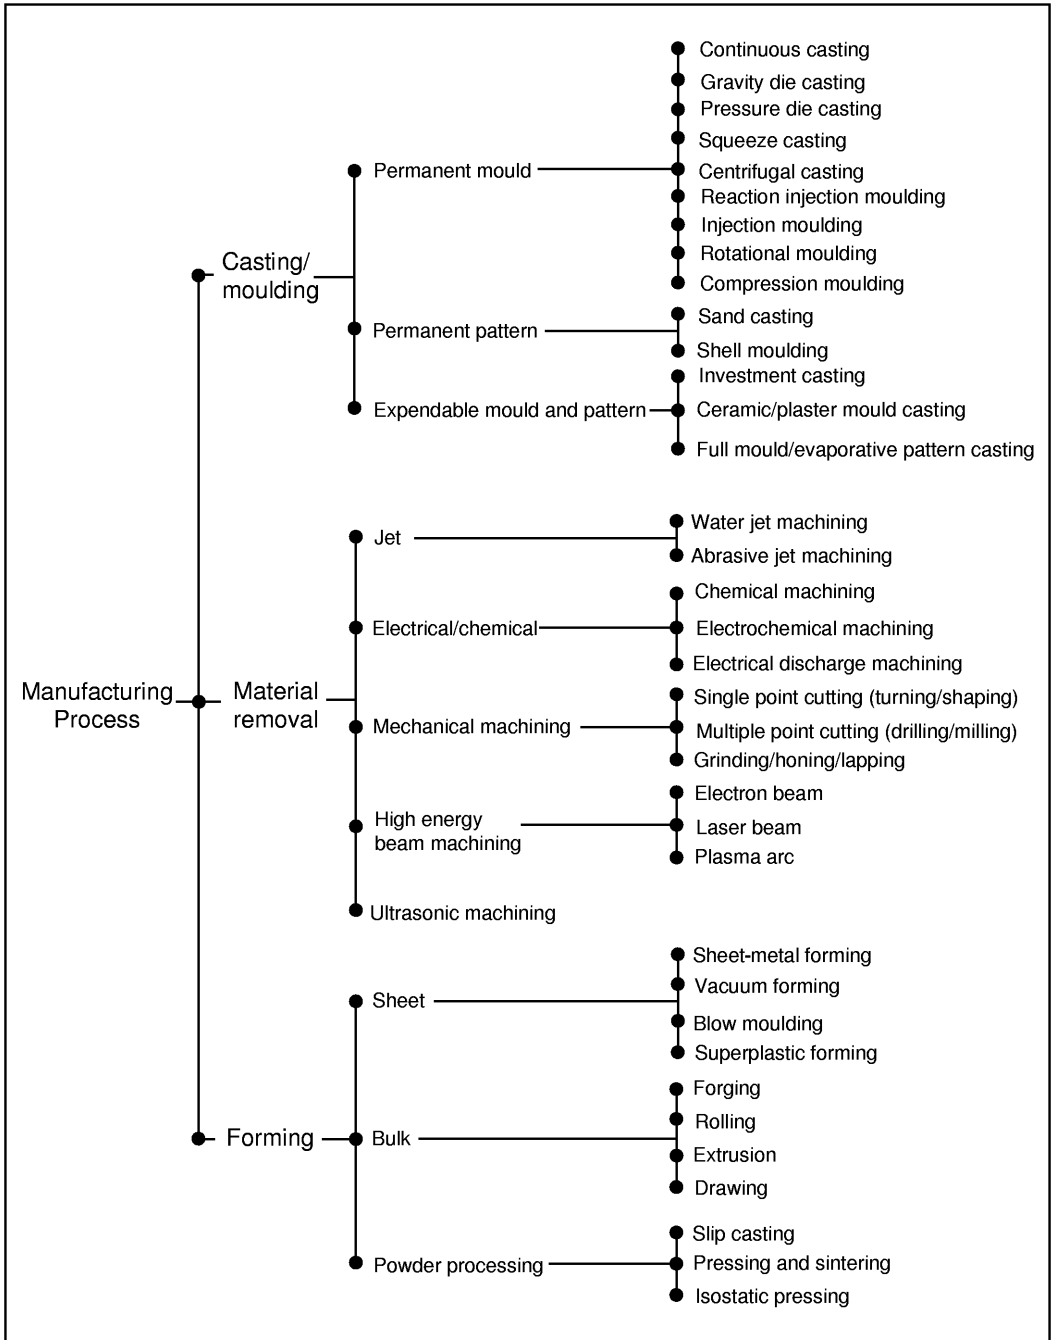 Continuous casting
Gravity die casting
Pressure die casting
Squeeze casting
Permanent mould
Centrifugal casting
Reaction injection moulding
Injection moulding
Rotational moulding
Casting/
moulding
Compression moulding
Sand casting
Permanent pattern
Shell moulding
Investment casting
Expendable mould and pattern
Ceramic/plaster mould casting
Full mould/evaporative pattern casting
Water jet machining
Jet
Abrasive jet machining
Chemical machining
Electrical/chemical
Electrochemical machining
Electrical discharge machining
Manufacturing
Process
Material
removal
Single point cutting (turning/shaping)
Mechanical machining
Multiple point cutting (drilling/milling)
Grinding/honing/lapping
Electron beam
High energy
beam machining
Laser beam
Plasma arc
Ultrasonic machining
Sheet-metal forming
Vacuum forming
Sheet
Blow moulding
Superplastic forming
Forging
Rolling
Forming
Bulk
Extrusion
Drawing
Slip casting
Powder processing
Pressing and sintering
Isostatic pressing